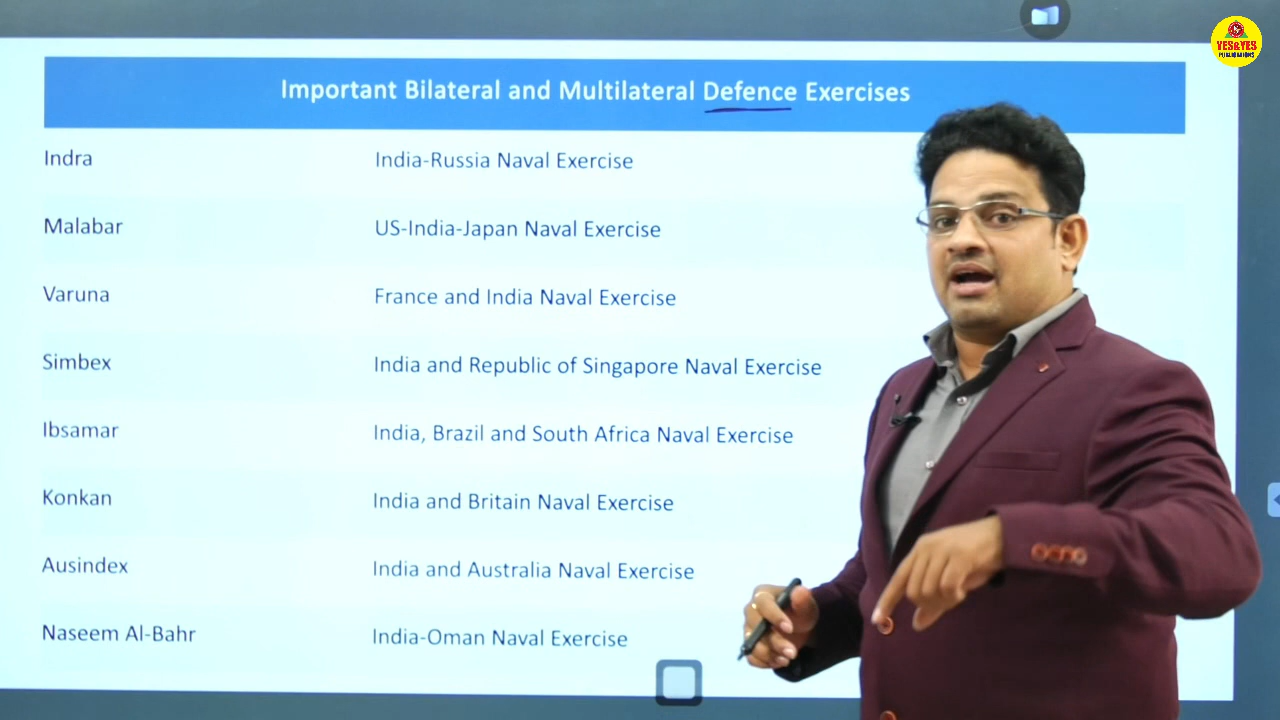 YES&YES
PUBLICATIONS
Important Bilateral and Multilateral Defence Exercises
Indra India-Russia Naval Exercise
Malabar US-India-Japan Naval Exercise
Varuna France and India Naval Exercise
Simbex India and Republic of Singapore Naval Exercise
Ibsamar India, Brazil and South Africa Naval Exercise
Konkan India and Britain Naval Exercise
Ausindex India and Australia Naval Exercise
Naseem Al-Bahr India-Oman Naval Exercise